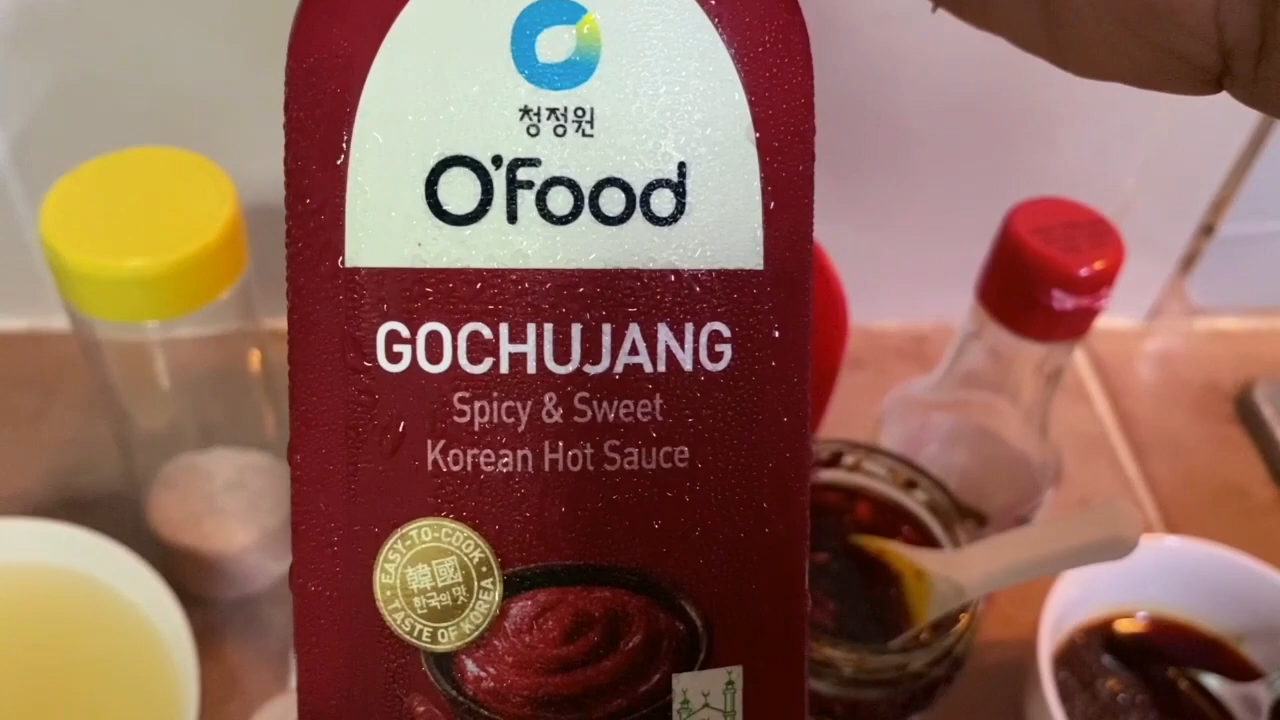 청정원
O'Food
GOCHUJANG
Spicy & Sweet
Korean Hot Sauce
EASY-TO-COOK
韓國
한국의 맛
TASTE OF KOREA